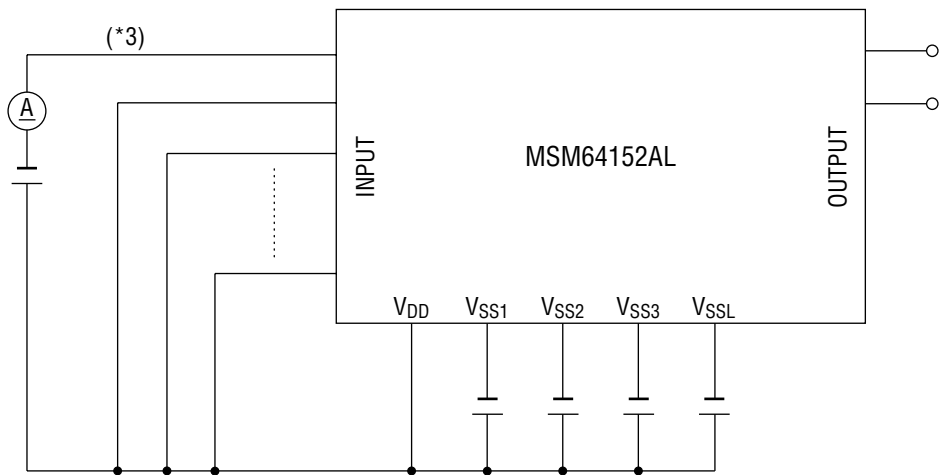 (*3)
A
INPUT
MSM64152AL
OUTPUT
VDD VSS1 VSS2 VSS3 VSSL